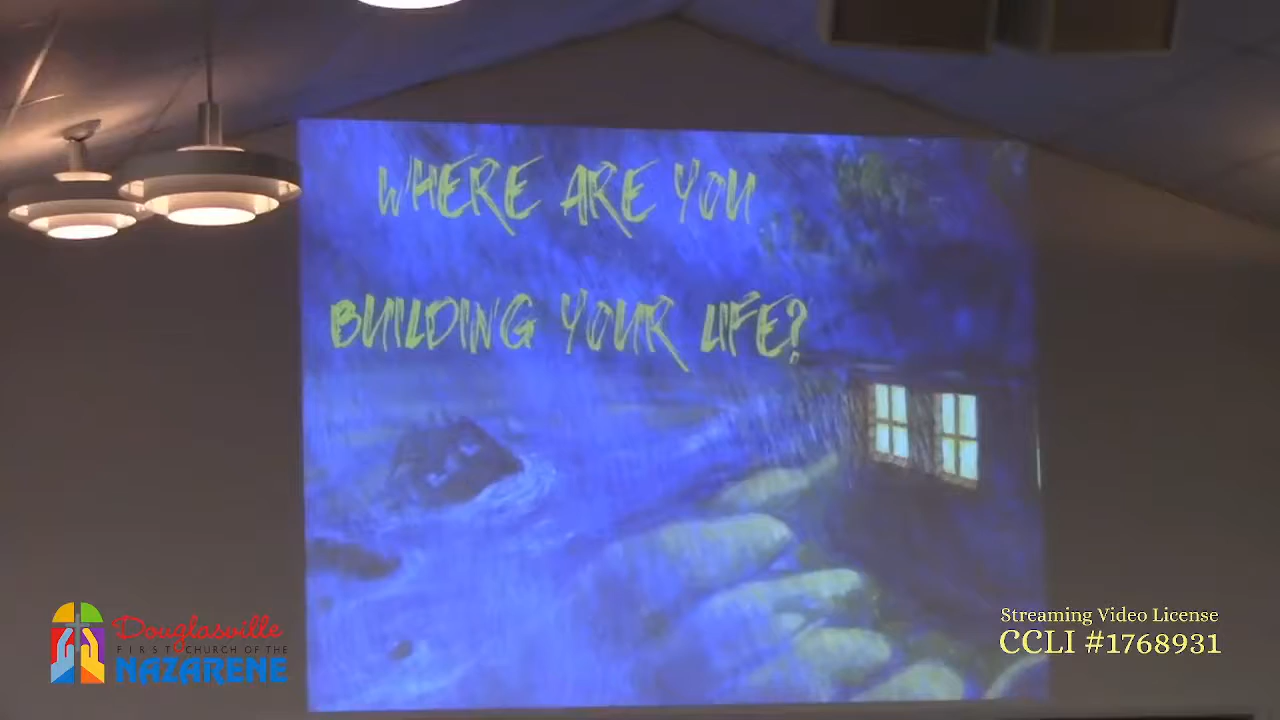 WHERE ARE YOU
BUILDING YOUR LIFE?
Douglasville
FIRST CHURCH OF THE
NAZARENE
Streaming Video License
CCLI #1768931